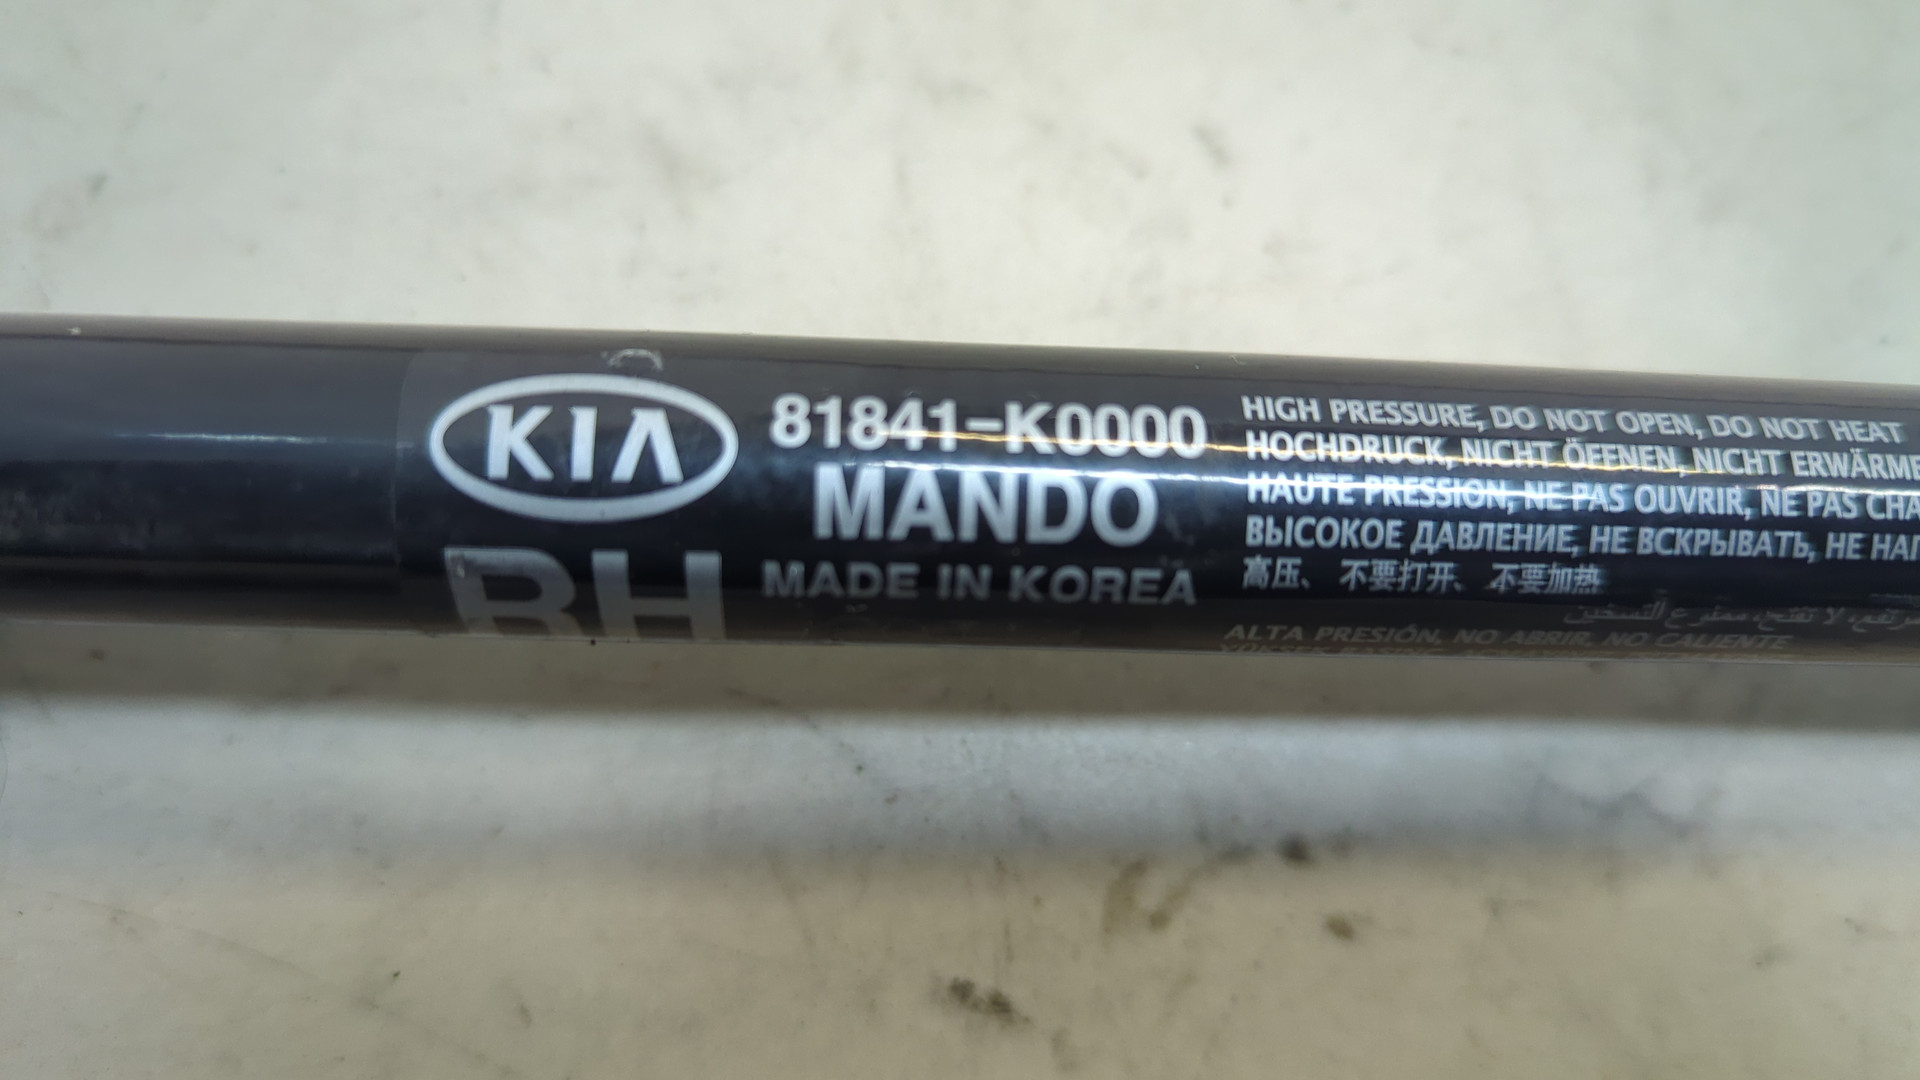 KIA
RH
81841-K0000
MANDO
MADE IN KOREA
HIGH PRESSURE, DO NOT OPEN, DO NOT HEAT
HOCHDRUCK, NICHT ÖFFNEN, NICHT ERWÄRME
HAUTE PRESSION, NE PAS OUVRIR, NE PAS CHA
ВЫСОКОЕ ДАВЛЕНИЕ, НЕ ВСКРЫВАТЬ, НЕ НАГ
高压、不要打开、不要加热
ALTA PRESIÓN, NO ABRIR, NO CALIENTE